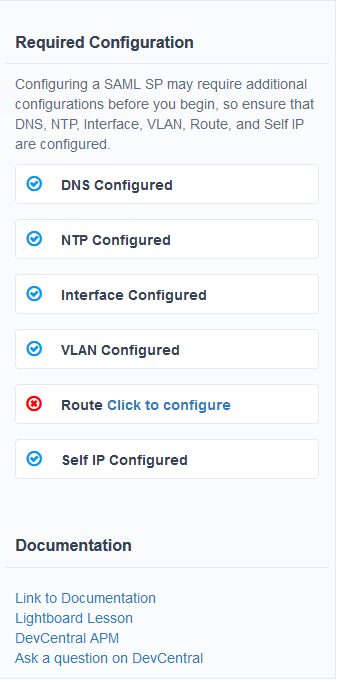 Required Configuration
Configuring a SAML SP may require additional
configurations before you begin, so ensure that
DNS, NTP, Interface, VLAN, Route, and Self IP
are configured.
DNS Configured
NTP Configured
Interface Configured
VLAN Configured
Route Click to configure
Self IP Configured
Documentation
Link to Documentation
Lightboard Lesson
DevCentral APM
Ask a question on DevCentral